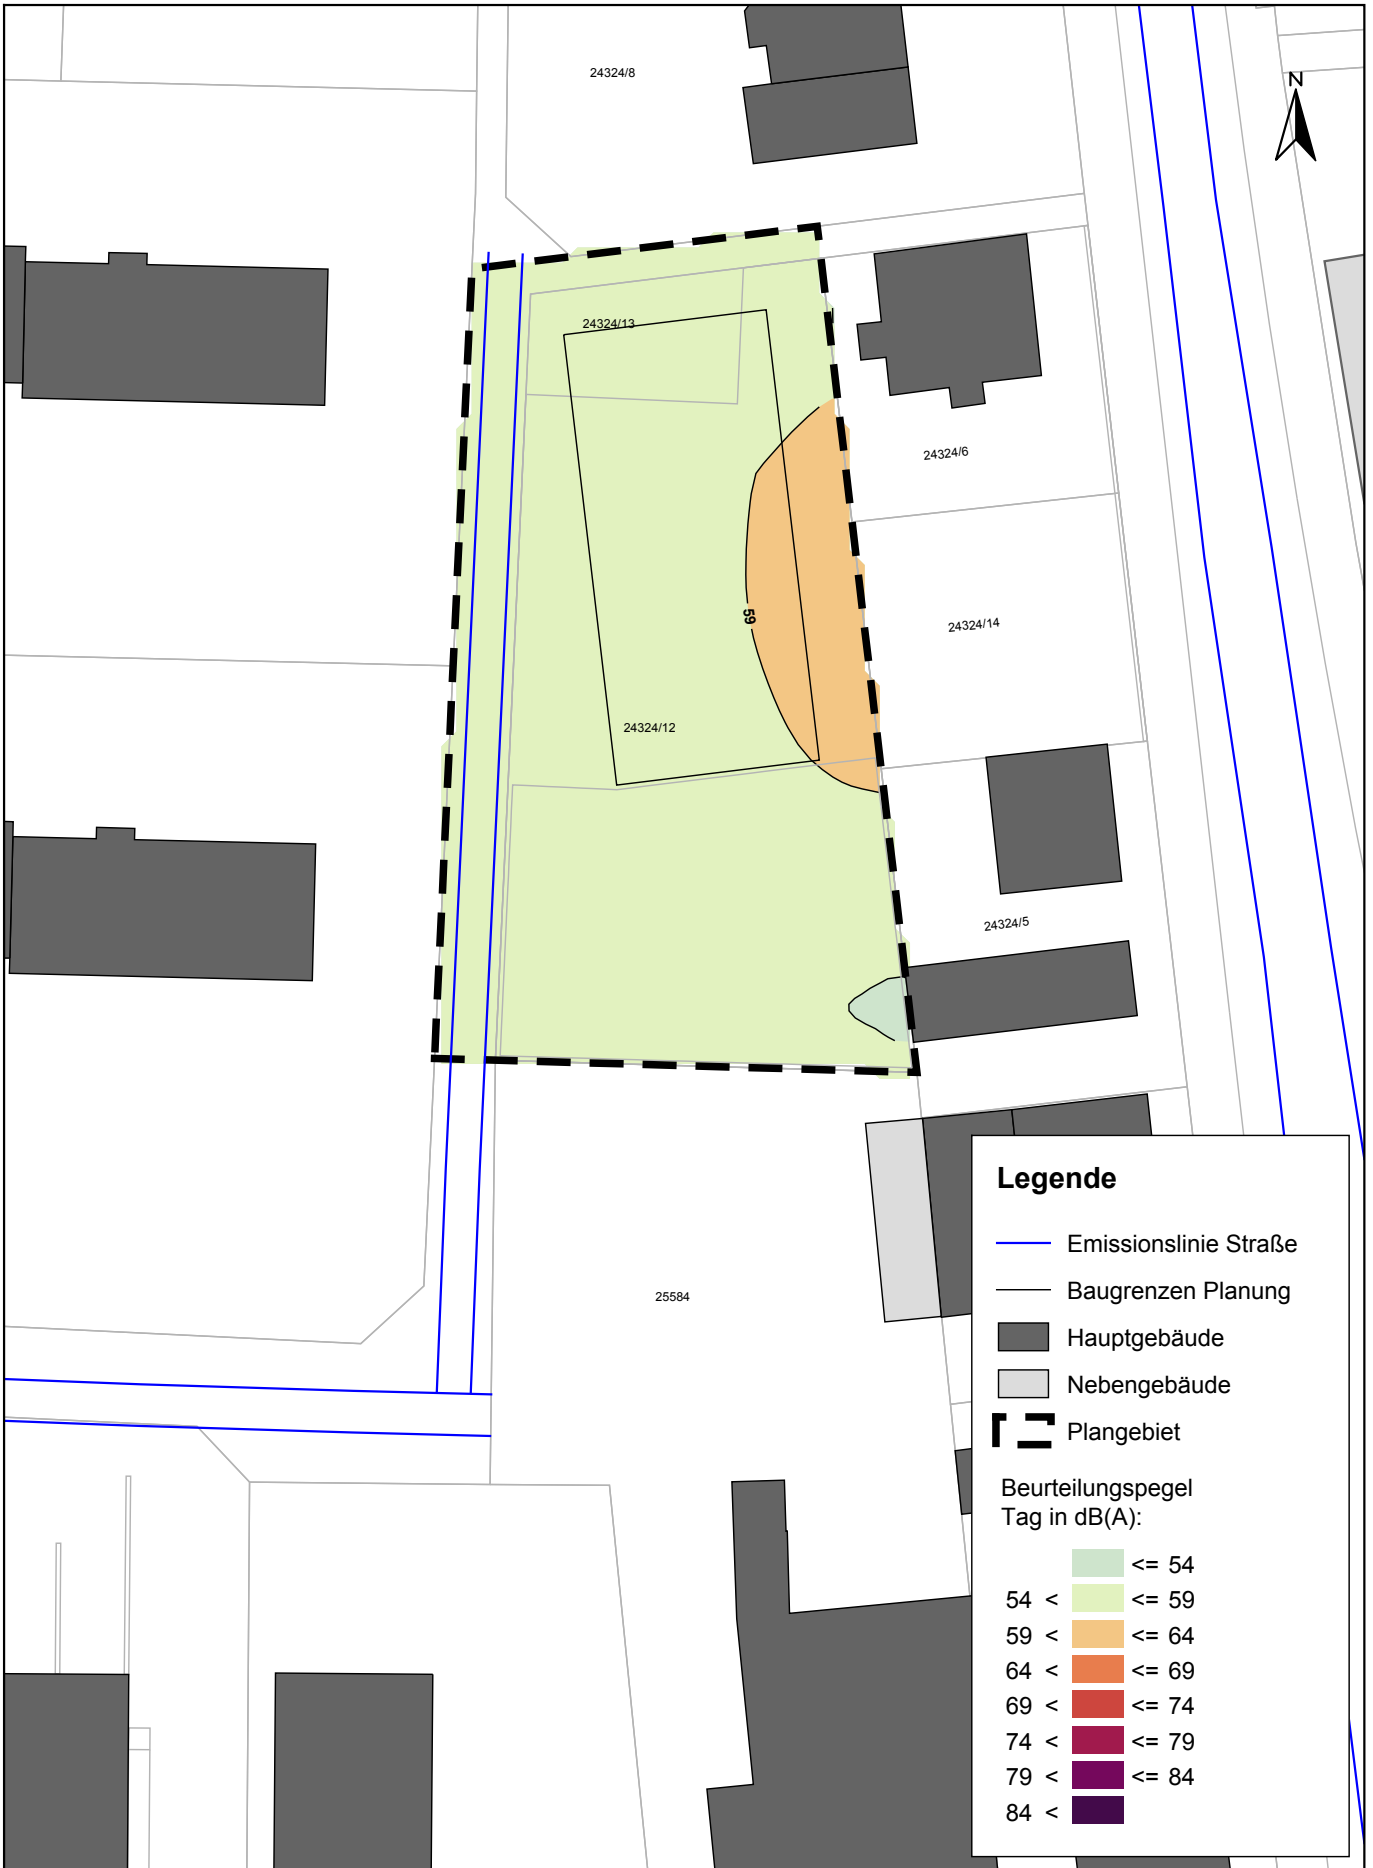 24324/8
N
24324/13
24324/6
59
24324/14
24324/12
24324/5
25584
Legende
Emissionslinie Straße
Baugrenzen Planung
Hauptgebäude
Nebengebäude
Plangebiet
Beurteilungspegel
Tag in dB(A):
<= 54
54 < <= 59
59 < <= 64
64 < <= 69
69 < <= 74
74 < <= 79
79 < <= 84
84 <